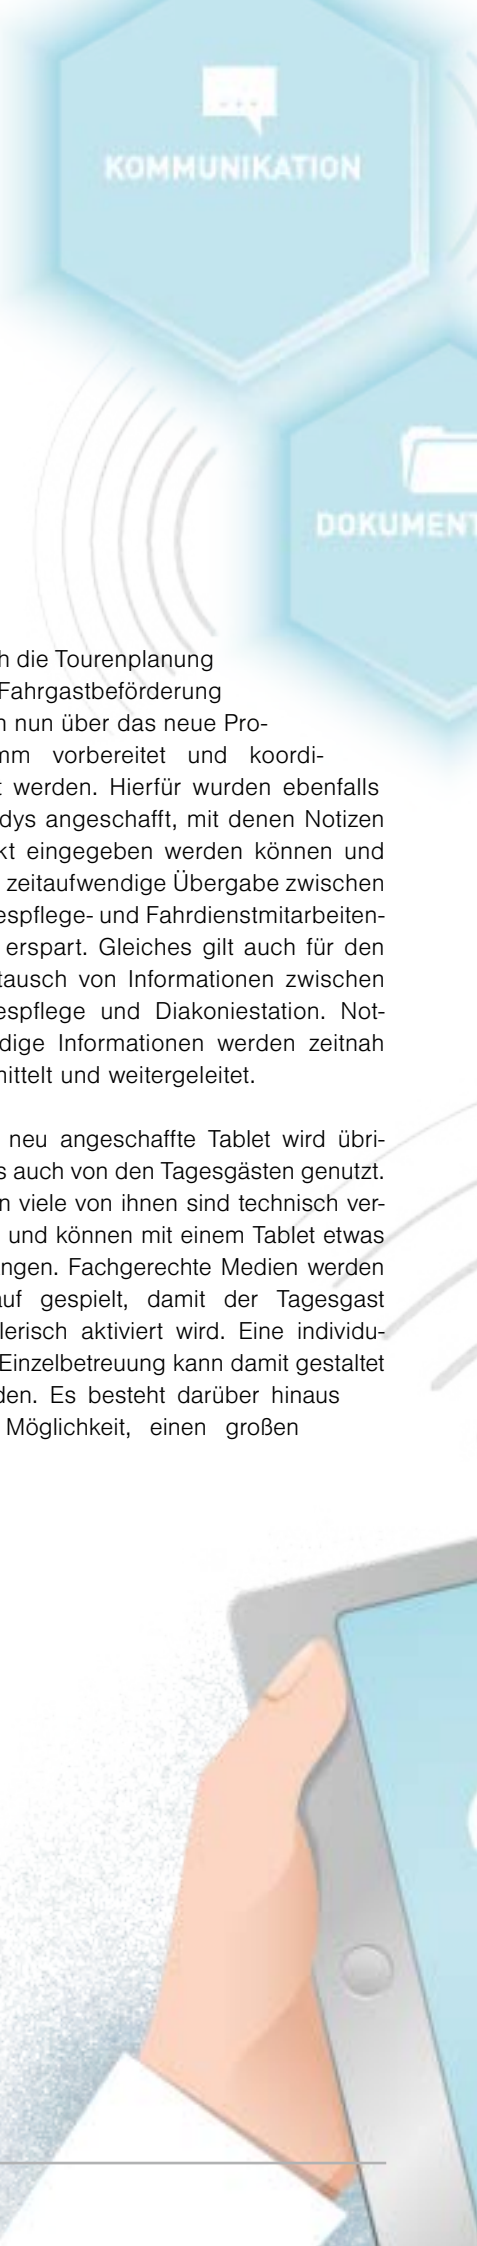 KOMMUNIKATION
DOKUMENT
h die Tourenplanung
Fahrgastbeförderung
n nun über das neue Pro-
mm vorbereitet und koordi-
t werden. Hierfür wurden ebenfalls
dys angeschafft, mit denen Notizen
kt eingegeben werden können und
zeitaufwendige Übergabe zwischen
espflege- und Fahrdienstmitarbeiten-
erspart. Gleiches gilt auch für den
tausch von Informationen zwischen
espflege und Diakoniestation. Not-
dige Informationen werden zeitnah
mittelt und weitergeleitet.
neu angeschaffte Tablet wird übri-
s auch von den Tagesgästen genutzt.
n viele von ihnen sind technisch ver-
und können mit einem Tablet etwas
ngen. Fachgerechte Medien werden
auf gespielt, damit der Tagesgast
lerisch aktiviert wird. Eine individu-
Einzelbetreuung kann damit gestaltet
den. Es besteht darüber hinaus
Möglichkeit, einen großen